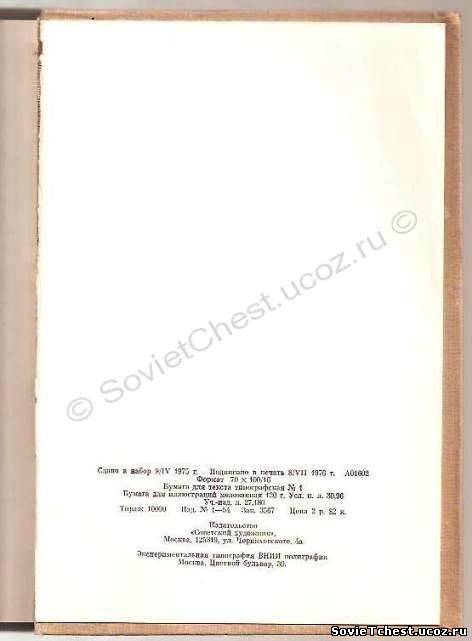 © SovietChest.ucoz.ru ©
Сдано в набор 9/IV 1975 г. Подписано в печать 8/VII 1976 г. А01602
Формат 70 × 100/16
Бумага для текста типографская № 1
Бумага для иллюстраций мелованная 120 г. Усл. п. л. 30,96
Уч.-изд. л. 27,180
Тираж 10000 Изд. № 1—54 Зак. 3567 Цена 2 р. 82 к.
Издательство
«Советский художник»,
Москва, 125319, ул. Черняховского, 4а
Экспериментальная типография ВНИИ полиграфии
Москва, Цветной бульвар, 30.
SovieTchest.ucoz.ru